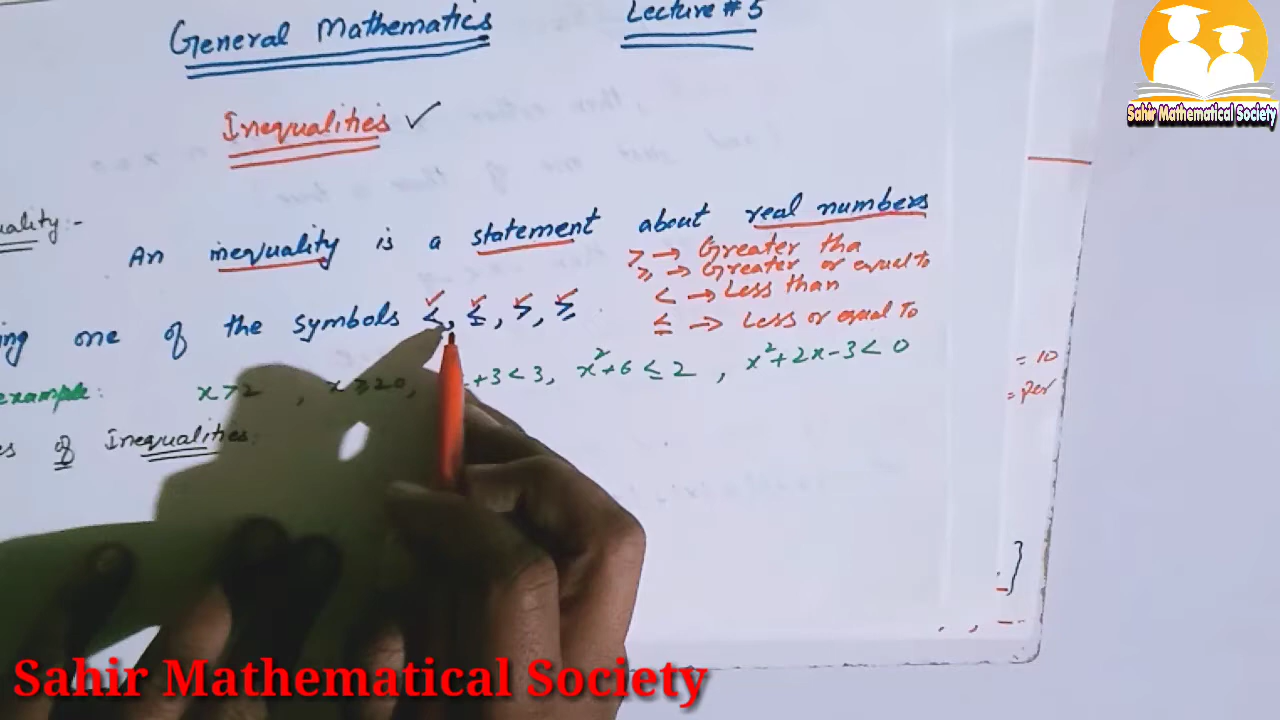 General Mathematics Lecture # 5
Inequalities ✓
uality:-
An inequality is a statement about real numbers
> → Greater tha
≥ → Greater or equal to
< → Less than
ing one of the symbols <, ≤, >, ≥
≤ → Less or equal to
example: x > 2 , x ≥ 20, +3 < 3, x²+6 ≤ 2 , x²+2x-3 < 0
es of Inequalities:
= 10
= per
Sahir Mathematical Society
Sahir Mathematical Society